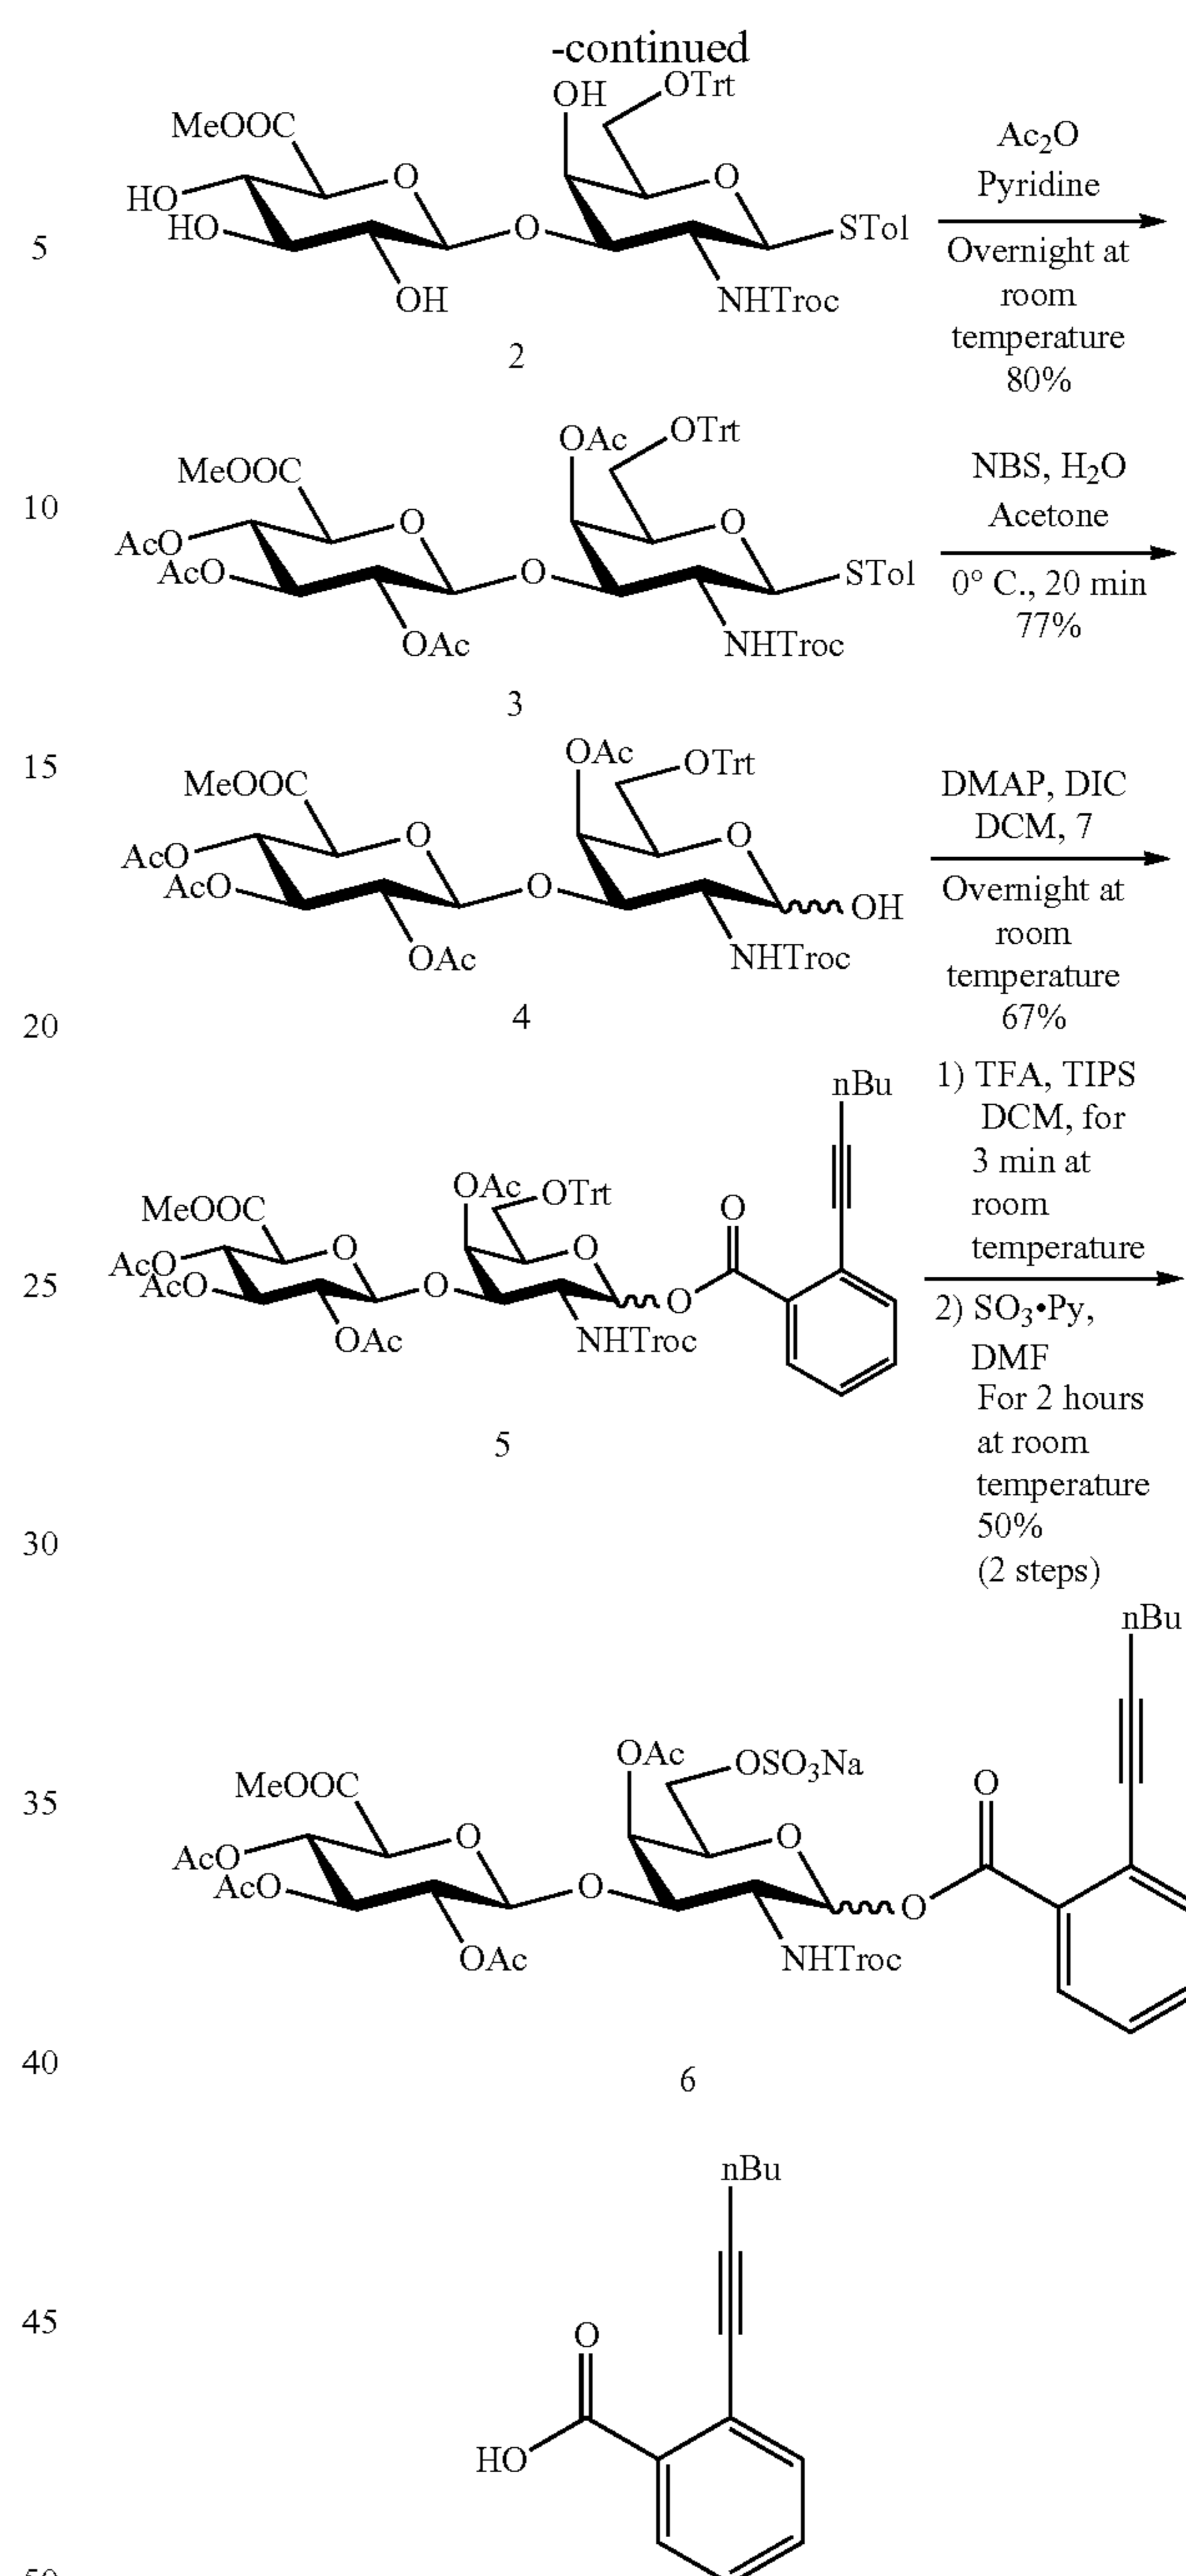 -continued
OH
OTrt
MeOOC
O
O
HO
HO
O
STol
OH
NHTroc
2
Ac₂O
Pyridine
Overnight at
room
temperature
80%
5
OAc
OTrt
MeOOC
O
O
AcO
AcO
O
STol
OAc
NHTroc
3
NBS, H₂O
Acetone
0° C., 20 min
77%
10
OAc
OTrt
MeOOC
O
O
AcO
AcO
O
OH
OAc
NHTroc
4
DMAP, DIC
DCM, 7
Overnight at
room
temperature
67%
15
20
nBu
OAc
OTrt
MeOOC
O
O
O
AcO
AcO
O
O
OAc
NHTroc
5
1) TFA, TIPS
DCM, for
3 min at
room
temperature
2) SO₃•Py,
DMF
For 2 hours
at room
temperature
50%
(2 steps)
25
30
nBu
OAc
OSO₃Na
MeOOC
O
O
O
AcO
AcO
O
O
OAc
NHTroc
35
6
40
nBu
O
HO
45